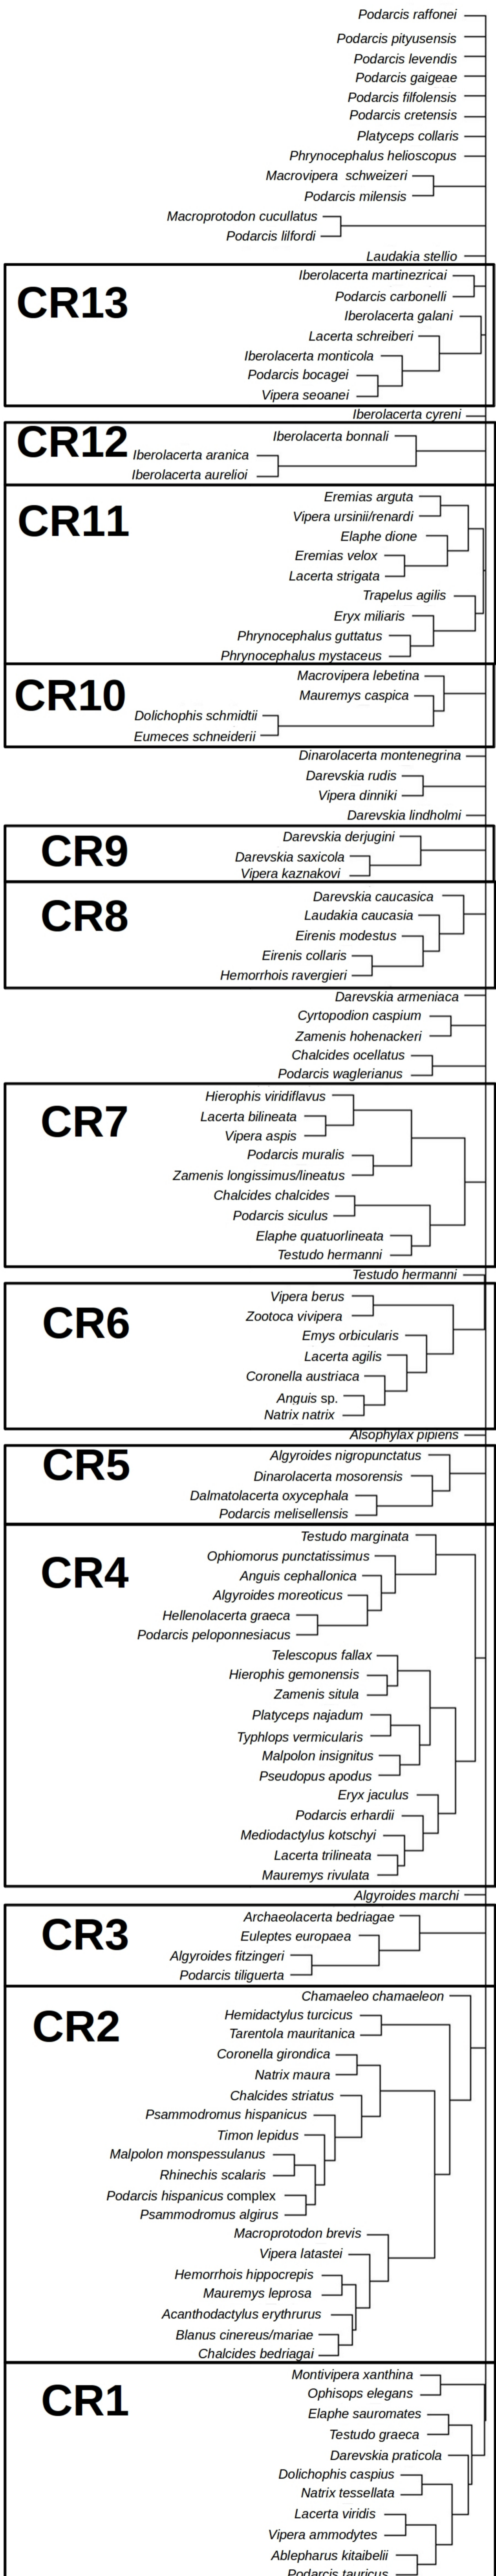 Podarcis raffonei
Podarcis pityusensis
Podarcis levendis
Podarcis gaigeae
Podarcis filfolensis
Podarcis cretensis
Platyceps collaris
Phrynocephalus helioscopus
Macrovipera schweizeri
Podarcis milensis
Macroprotodon cucullatus
Podarcis lilfordi
Laudakia stellio
CR13
Iberolacerta martinezricai
Podarcis carbonelli
Iberolacerta galani
Lacerta schreiberi
Iberolacerta monticola
Podarcis bocagei
Vipera seoanei
Iberolacerta cyreni
CR12
Iberolacerta bonnali
Iberolacerta aranica
Iberolacerta aurelioi
CR11
Eremias arguta
Vipera ursinii/renardi
Elaphe dione
Eremias velox
Lacerta strigata
Trapelus agilis
Eryx miliaris
Phrynocephalus guttatus
Phrynocephalus mystaceus
CR10
Macrovipera lebetina
Mauremys caspica
Dolichophis schmidtii
Eumeces schneiderii
Dinarolacerta montenegrina
Darevskia rudis
Vipera dinniki
Darevskia lindholmi
CR9
Darevskia derjugini
Darevskia saxicola
Vipera kaznakovi
CR8
Darevskia caucasica
Laudakia caucasia
Eirenis modestus
Eirenis collaris
Hemorrhois ravergieri
Darevskia armeniaca
Cyrtopodion caspium
Zamenis hohenackeri
Chalcides ocellatus
Podarcis waglerianus
CR7
Hierophis viridiflavus
Lacerta bilineata
Vipera aspis
Podarcis muralis
Zamenis longissimus/lineatus
Chalcides chalcides
Podarcis siculus
Elaphe quatuorlineata
Testudo hermanni
Testudo hermanni
CR6
Vipera berus
Zootoca vivipera
Emys orbicularis
Lacerta agilis
Coronella austriaca
Anguis sp.
Natrix natrix
Alsophylax pipiens
CR5
Algyroides nigropunctatus
Dinarolacerta mosorensis
Dalmatolacerta oxycephala
Podarcis melisellensis
CR4
Testudo marginata
Ophiomorus punctatissimus
Anguis cephallonica
Algyroides moreoticus
Hellenolacerta graeca
Podarcis peloponnesiacus
Telescopus fallax
Hierophis gemonensis
Zamenis situla
Platyceps najadum
Typhlops vermicularis
Malpolon insignitus
Pseudopus apodus
Eryx jaculus
Podarcis erhardii
Mediodactylus kotschyi
Lacerta trilineata
Mauremys rivulata
Algyroides marchi
CR3
Archaeolacerta bedriagae
Euleptes europaea
Algyroides fitzingeri
Podarcis tiliguerta
CR2
Chamaeleo chamaeleon
Hemidactylus turcicus
Tarentola mauritanica
Coronella girondica
Natrix maura
Chalcides striatus
Psammodromus hispanicus
Timon lepidus
Malpolon monspessulanus
Rhinechis scalaris
Podarcis hispanicus complex
Psammodromus algirus
Macroprotodon brevis
Vipera latastei
Hemorrhois hippocrepis
Mauremys leprosa
Acanthodactylus erythrurus
Blanus cinereus/mariae
Chalcides bedriagai
CR1
Montivipera xanthina
Ophisops elegans
Elaphe sauromates
Testudo graeca
Darevskia praticola
Dolichophis caspius
Natrix tessellata
Lacerta viridis
Vipera ammodytes
Ablepharus kitaibelii
Podarcis tauricus